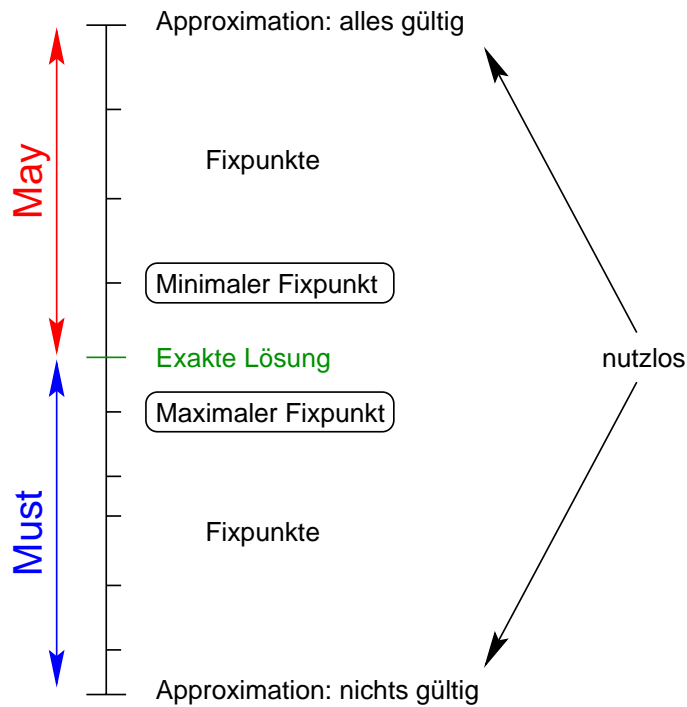 Approximation: alles gültig
May
Fixpunkte
Minimaler Fixpunkt
Exakte Lösung
nutzlos
Maximaler Fixpunkt
Must
Fixpunkte
Approximation: nichts gültig